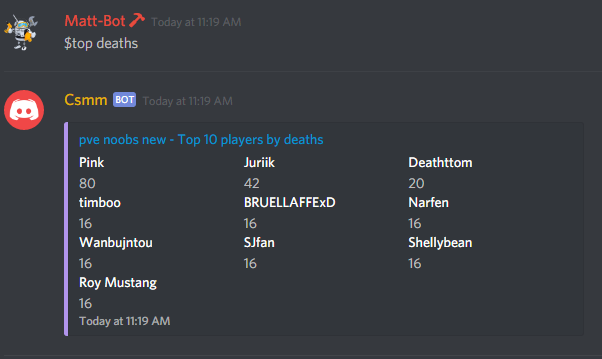 Matt-Bot Today at 11:19 AM
$top deaths
Csmm BOT Today at 11:19 AM
pve noobs new - Top 10 players by deaths
Pink Juriik Deathttom
80 42 20
timboo BRUELLAFFExD Narfen
16 16 16
Wanbujntou SJfan Shellybean
16 16 16
Roy Mustang
16
Today at 11:19 AM